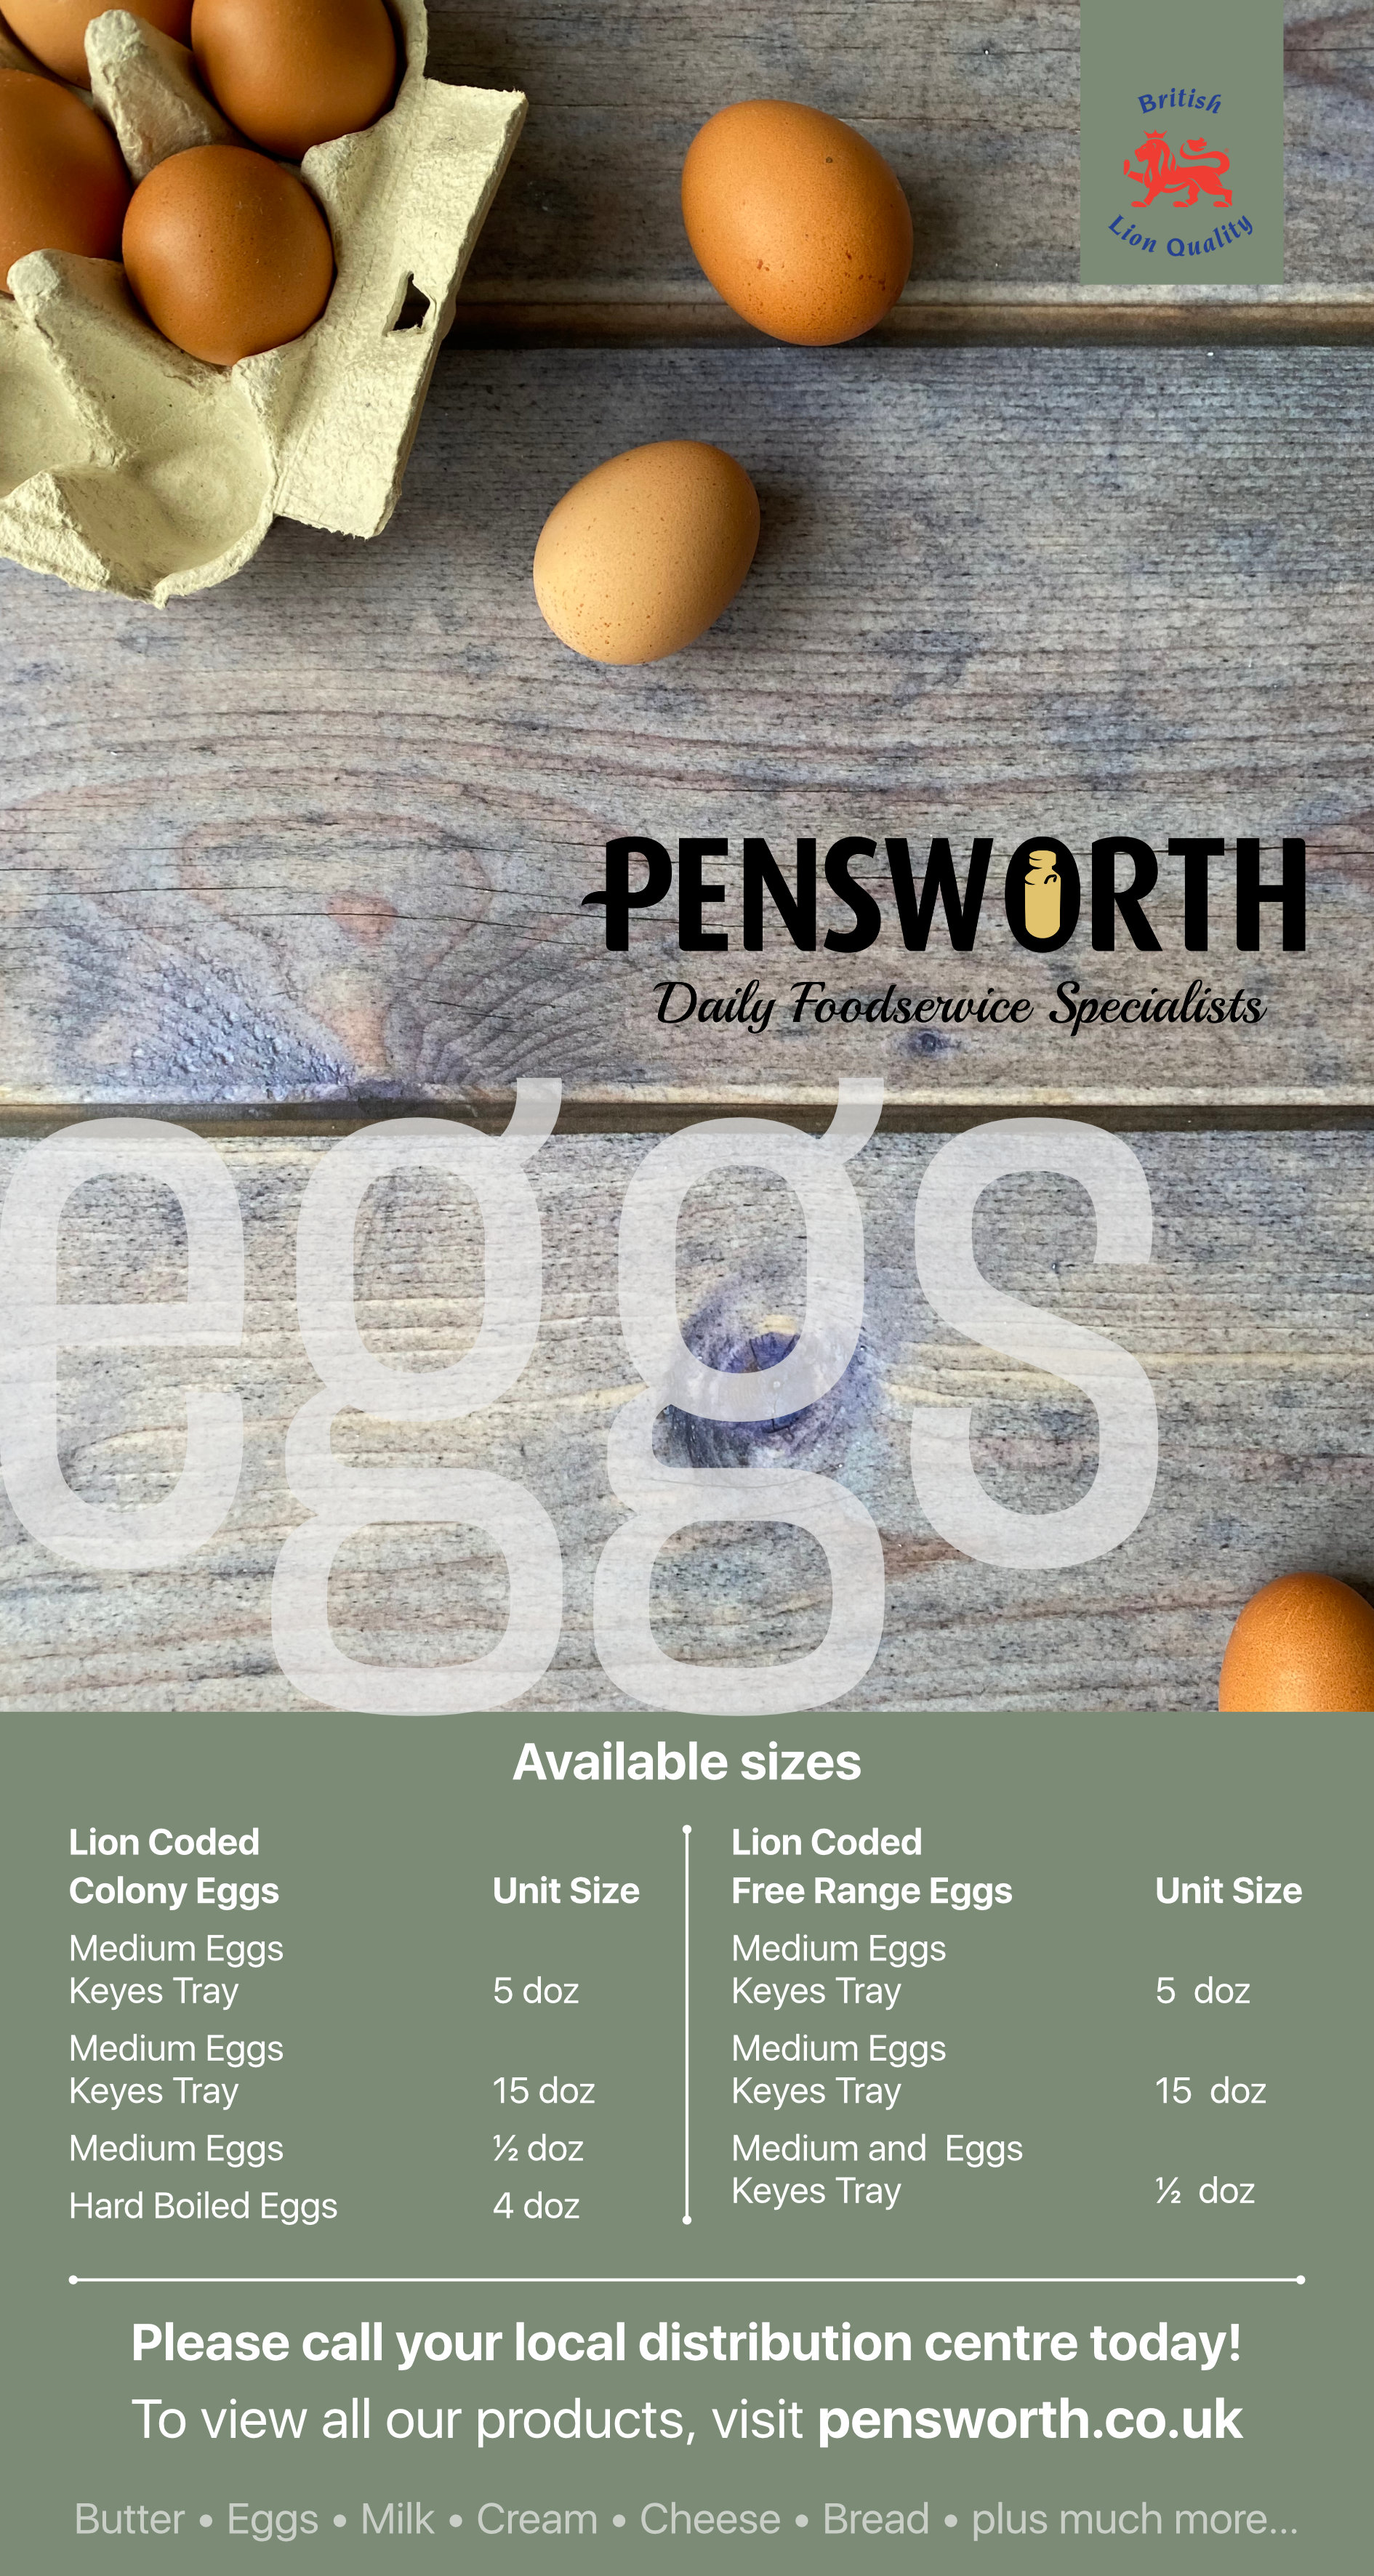 British
Lion Quality
PENSWORTH
Daily Foodservice Specialists
eggs
Available sizes
Lion Coded
Colony Eggs Unit Size
Medium Eggs
Keyes Tray 5 doz
Medium Eggs
Keyes Tray 15 doz
Medium Eggs ½ doz
Hard Boiled Eggs 4 doz
Lion Coded
Free Range Eggs Unit Size
Medium Eggs
Keyes Tray 5  doz
Medium Eggs
Keyes Tray 15  doz
Medium and  Eggs
Keyes Tray ½  doz
Please call your local distribution centre today!
To view all our products, visit pensworth.co.uk
Butter • Eggs • Milk • Cream • Cheese • Bread • plus much more...